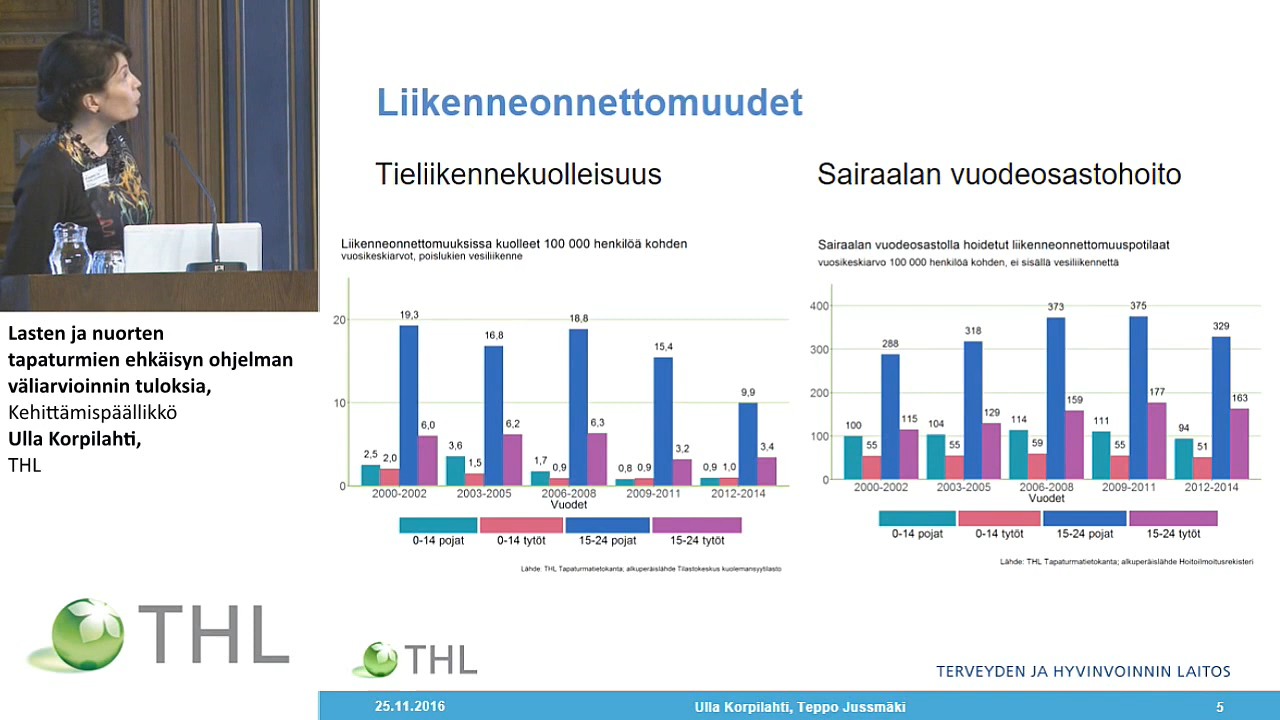 Lasten ja nuorten
tapaturmien ehkäisyn ohjelman
väliarvioinnin tuloksia,
Kehittämispäällikkö
Ulla Korpilahti,
THL
THL
Liikenneonnettomuudet
Tieliikennekuolleisuus
Liikenneonnettomuuksissa kuolleet 100 000 henkilöä kohden
vuosikeskiarvot, poislukien vesiliikenne
20
10
0
2,5 2,0 19,3 6,0
3,6 1,5 16,8 6,2
1,7 0,9 18,8 6,3
0,8 0,9 15,4 3,2
0,9 1,0 9,9 3,4
2000-2002 2003-2005 2006-2008 2009-2011 2012-2014
Vuodet
0-14 pojat 0-14 tytöt 15-24 pojat 15-24 tytöt
Lähde: THL Tapaturmatietokanta; alkuperäislähde Tilastokeskus kuolemansyytilasto
Sairaalan vuodeosastohoito
Sairaalan vuodeosastolla hoidetut liikenneonnettomuuspotilaat
vuosikeskiarvo 100 000 henkilöä kohden, ei sisällä vesiliikennettä
400
300
200
100
0
100 55 288 115
104 55 318 129
114 59 373 159
111 55 375 177
94 51 329 163
2000-2002 2003-2005 2006-2008 2009-2011 2012-2014
Vuodet
0-14 pojat 0-14 tytöt 15-24 pojat 15-24 tytöt
Lähde: THL Tapaturmatietokanta; alkuperäislähde Hoitoilmoitusrekisteri
THL
TERVEYDEN JA HYVINVOINNIN LAITOS
25.11.2016 Ulla Korpilahti, Teppo Jussmäki 5